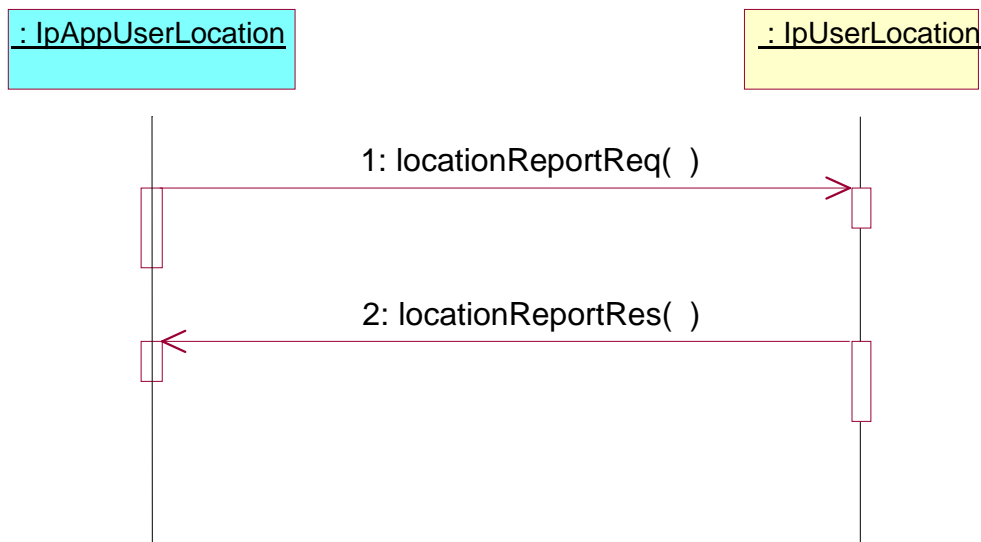 : IpAppUserLocation
: IpUserLocation
1: locationReportReq(  )
2: locationReportRes(  )